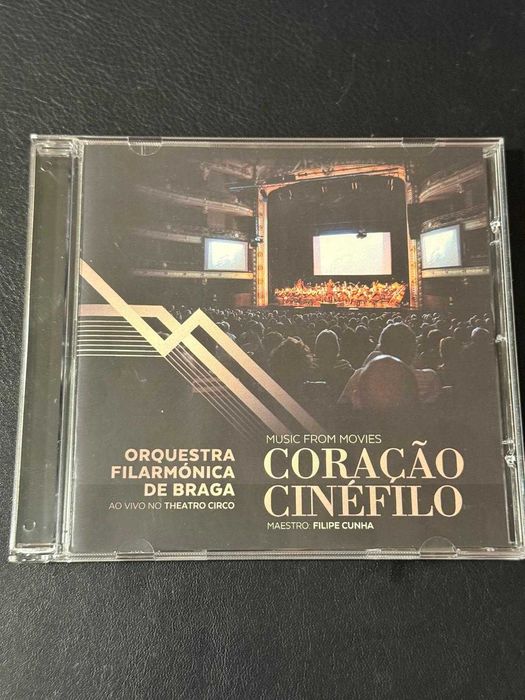 MUSIC FROM MOVIES
CORAÇÃO
CINÉFILO
MAESTRO: FILIPE CUNHA
ORQUESTRA
FILARMÓNICA
DE BRAGA
AO VIVO NO THEATRO CIRCO